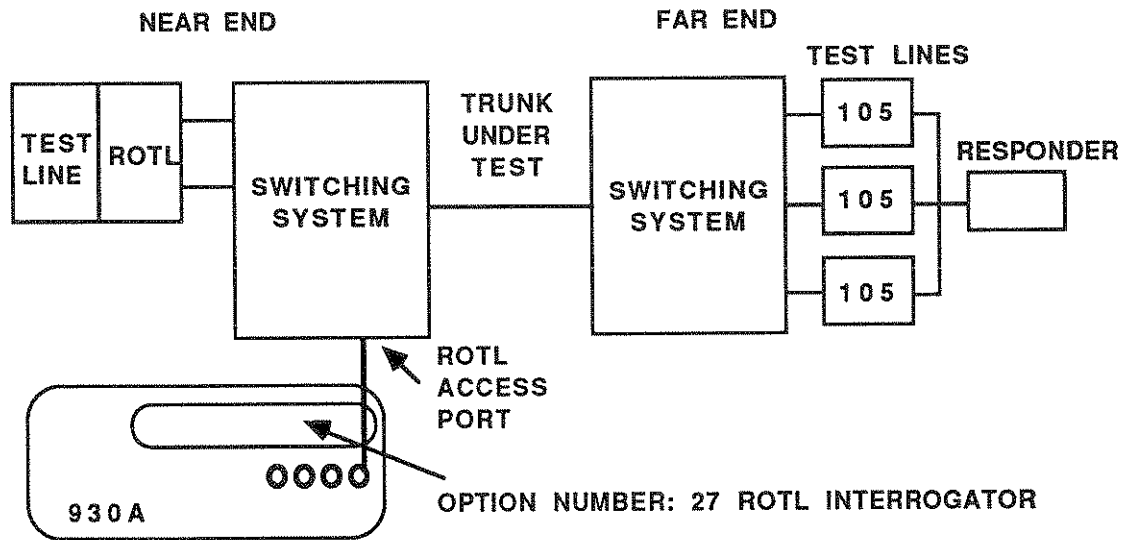 NEAR END
FAR END
TEST LINES
TEST
LINE
ROTL
SWITCHING
SYSTEM
TRUNK
UNDER
TEST
SWITCHING
SYSTEM
105
105
105
RESPONDER
ROTL
ACCESS
PORT
930A
OPTION NUMBER: 27 ROTL INTERROGATOR